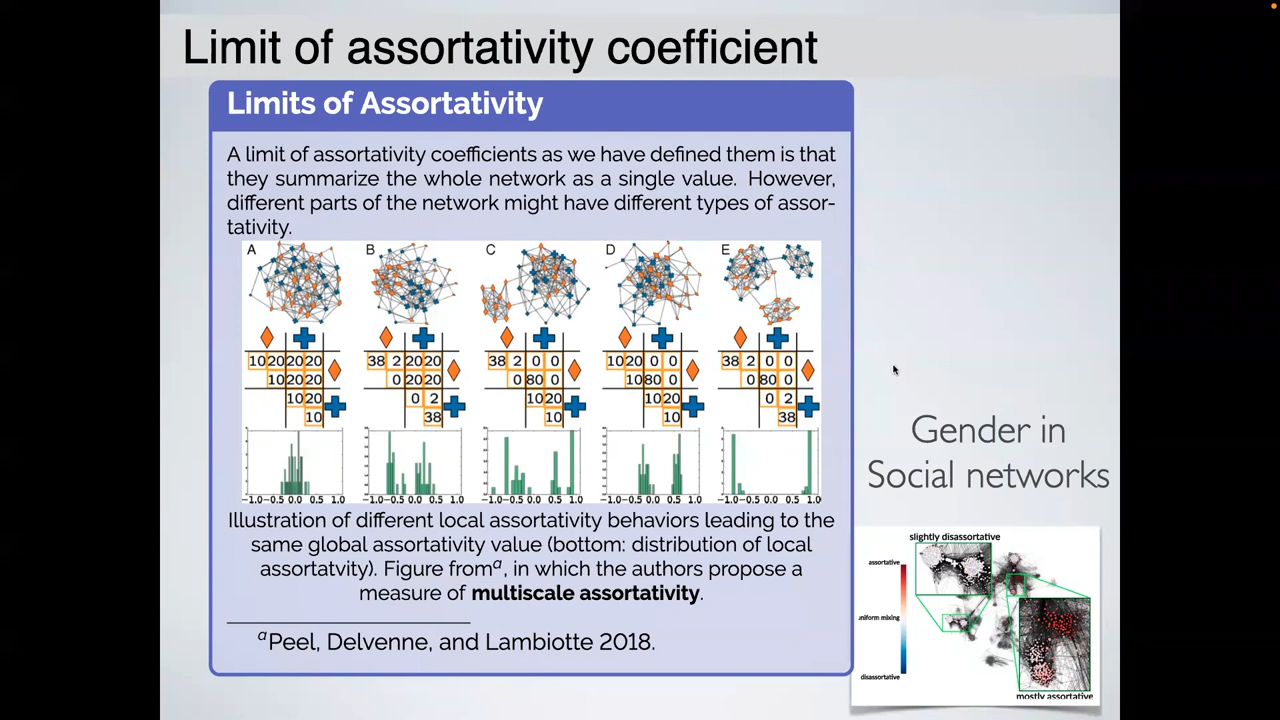 Limit of assortativity coefficient
Limits of Assortativity
A limit of assortativity coefficients as we have defined them is that
they summarize the whole network as a single value. However,
different parts of the network might have different types of assor-
tativity.
A B C D E
10 20 20 20
10 20 20
10 20
10
38 2 20 20
0 20 20
0 2
38
38 2 0 0
0 80 0
10 20
10
10 20 0 0
10 80 0
10 20
10
38 2 0 0
0 80 0
0 2
38
-1.0 -0.5 0.0 0.5 1.0
-1.0 -0.5 0.0 0.5 1.0
-1.0 -0.5 0.0 0.5 1.0
-1.0 -0.5 0.0 0.5 1.0
-1.0 -0.5 0.0 0.5 1.0
Illustration of different local assortativity behaviors leading to the
same global assortativity value (bottom: distribution of local
assortatvity). Figure from a, in which the authors propose a
measure of multiscale assortativity.
a Peel, Delvenne, and Lambiotte 2018.
Gender in
Social networks
slightly disassortative
assortative
uniform mixing
disassortative
mostly assortative